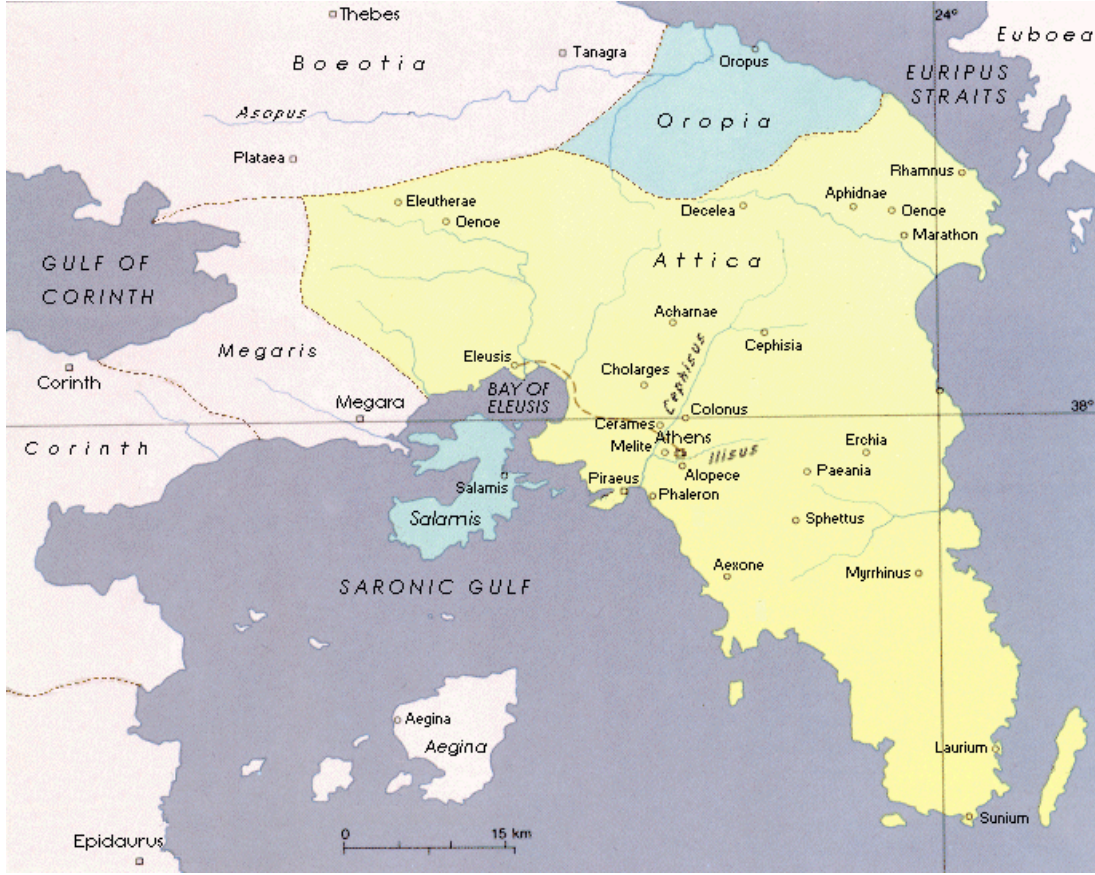 Thebes
24º
Euboea
Boeotia
Tanagra
Oropus
EURIPUS
STRAITS
Asopus
Oropia
Plataea
Rhamnus
Eleutherae
Oenoe
Decelea
Aphidnae
Oenoe
Marathon
GULF OF
CORINTH
Attica
Acharnae
Cephisia
Megaris
Eleusis
Cephisus
Corinth
Cholarges
BAY OF
ELEUSIS
Megara
Colonus
38º
Cerames
Corinth
Melite
Athens
Ilisus
Erchia
Alopece
Paeania
Salamis
Piraeus
Phaleron
Salamis
Sphettus
SARONIC GULF
Aexone
Myrrhinus
Aegina
Aegina
Laurium
Sunium
0
15 km
Epidaurus